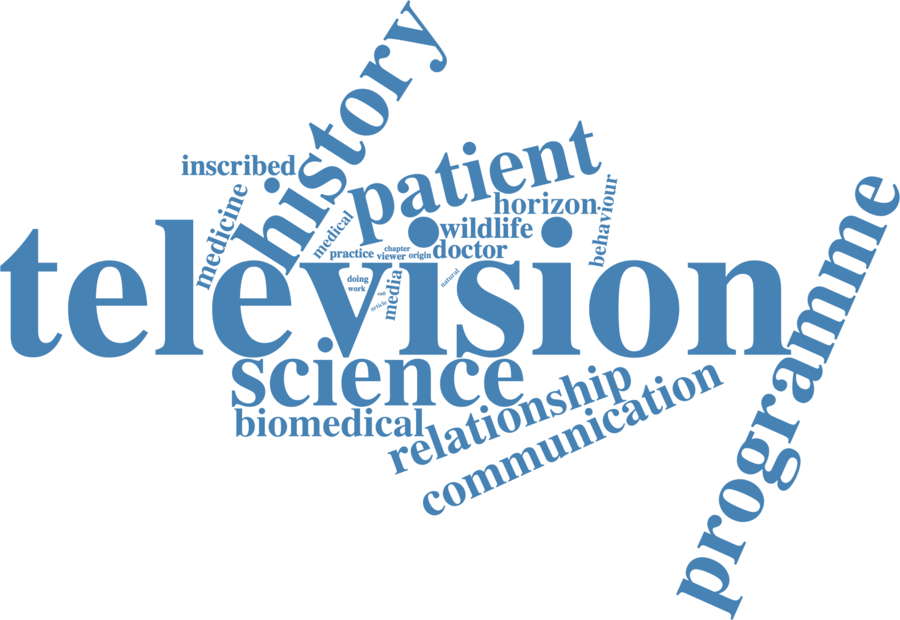 history
inscribed
patient
medicine
horizon
behaviour
medical
wildlife
programme
practice
chapter
viewer
origin
doctor
television
doing
work
media
natural
article
science
relationship
biomedical
communication